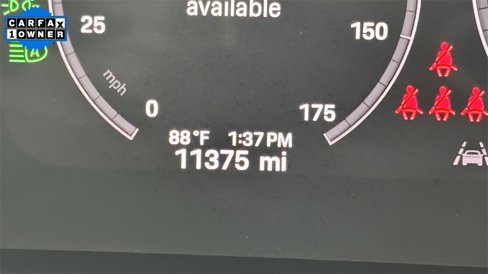 CARFAX
1 OWNER
available
25
150
mph
A
0
175
88°F 1:37 PM
11375 mi